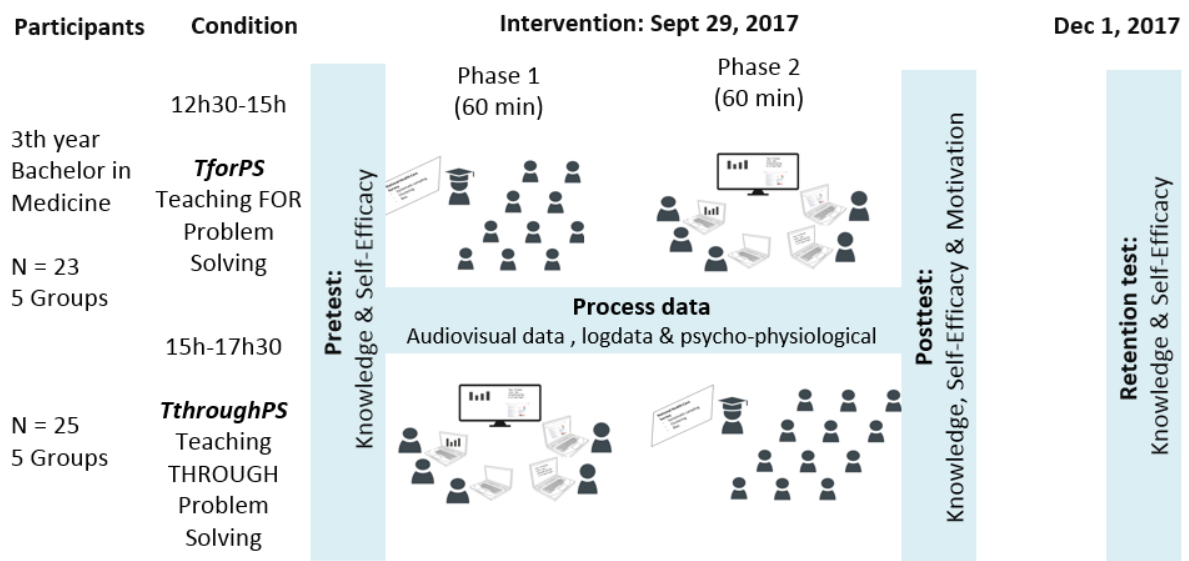 Participants
Condition
Intervention: Sept 29, 2017
Dec 1, 2017
Phase 1
(60 min)
Phase 2
(60 min)
3th year
Bachelor in
Medicine
N = 23
5 Groups
12h30-15h
TforPS
Teaching FOR
Problem
Solving
Pretest:
Knowledge & Self-Efficacy
Process data
Audiovisual data , logdata & psycho-physiological
Posttest:
Knowledge, Self-Efficacy & Motivation
Retention test:
Knowledge & Self-Efficacy
N = 25
5 Groups
15h-17h30
TthroughPS
Teaching
THROUGH
Problem
Solving